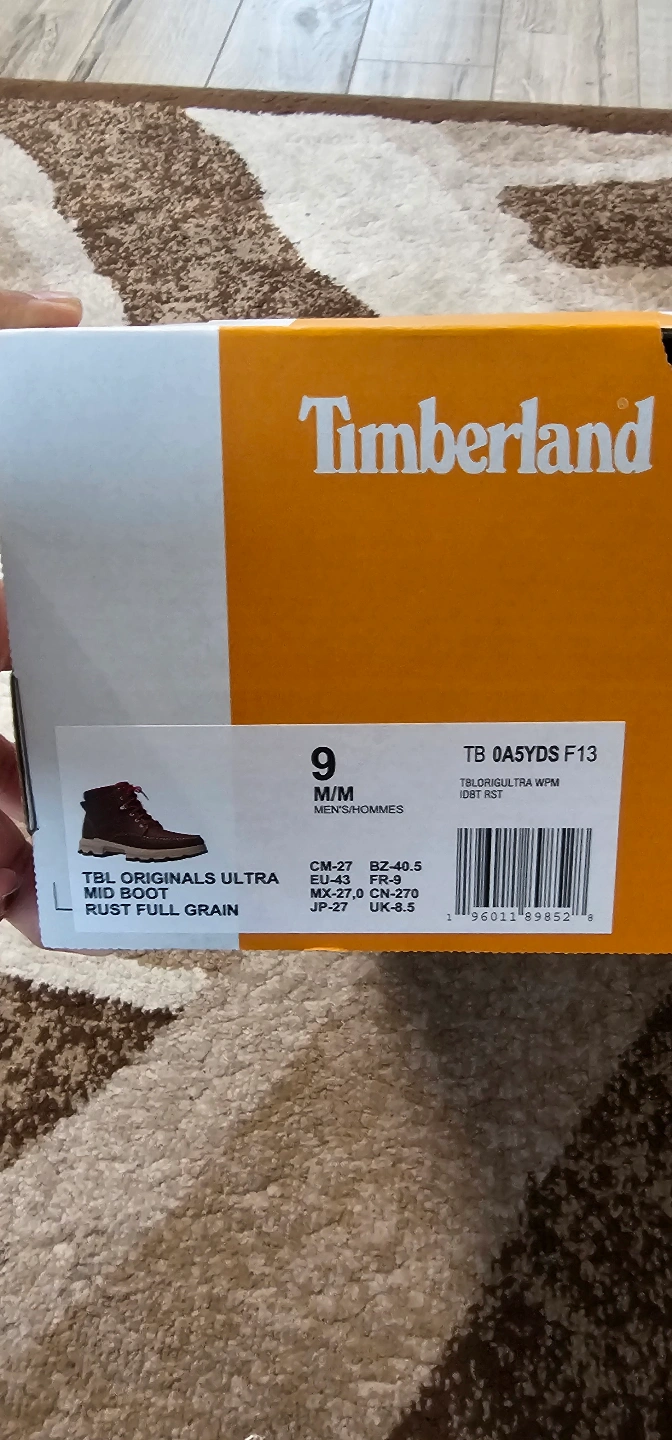 Timberland®
9
M/M
MEN'S/HOMMES
TB 0A5YDS F13
TBLORIGULTRA WPM
IDBT RST
TBL ORIGINALS ULTRA
MID BOOT
RUST FULL GRAIN
CM-27 BZ-40.5
EU-43 FR-9
MX-27,0 CN-270
JP-27 UK-8.5
1 96011 89852 8